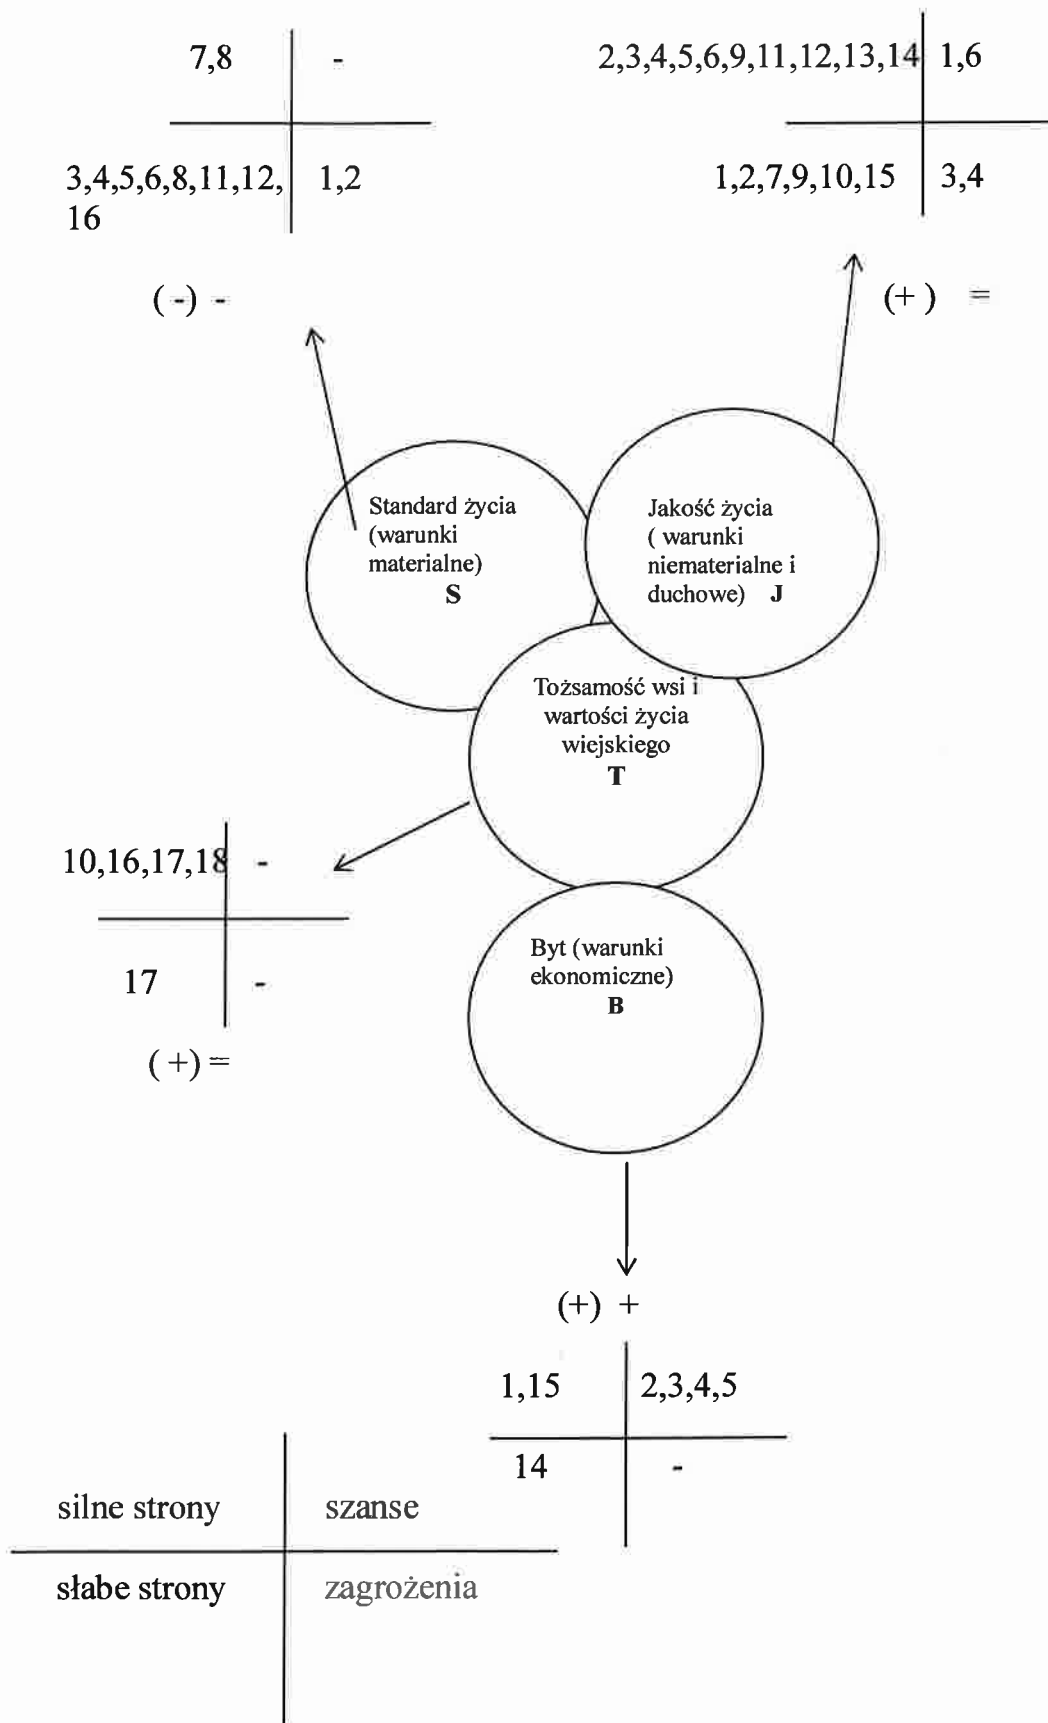 7,8 -
3,4,5,6,8,11,12, 1,2
16
( -) -
2,3,4,5,6,9,11,12,13,14 1,6
1,2,7,9,10,15 3,4
(+ ) =
Standard życia
(warunki
materialne)
S
Jakość życia
( warunki
niematerialne i
duchowe) J
Tożsamość wsi i
wartości życia
wiejskiego
T
10,16,17,18 -
17 -
( +) =
Byt (warunki
ekonomiczne)
B
(+) +
1,15 2,3,4,5
14 -
silne strony szanse
słabe strony zagrożenia